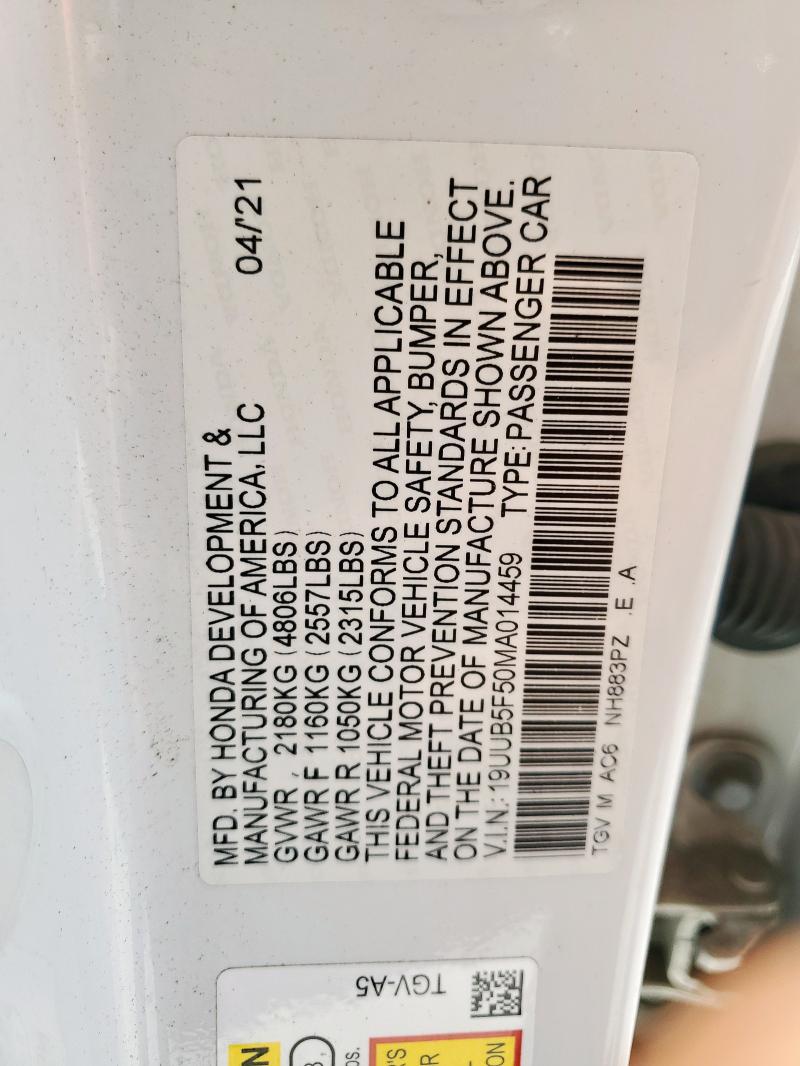 MFD. BY HONDA DEVELOPMENT &
MANUFACTURING OF AMERICA, LLC 04/'21
GVWR , 2180KG (4806LBS)
GAWR F 1160KG (2557LBS)
GAWR R 1050KG (2315LBS)
THIS VEHICLE CONFORMS TO ALL APPLICABLE
FEDERAL MOTOR VEHICLE SAFETY, BUMPER,
AND THEFT PREVENTION STANDARDS IN EFFECT
ON THE DATE OF MANUFACTURE SHOWN ABOVE.
V.I.N.: 19UUB5F50MA014459 TYPE: PASSENGER CAR
TGV M AC6 NH883PZ .E .A
TGV-A5